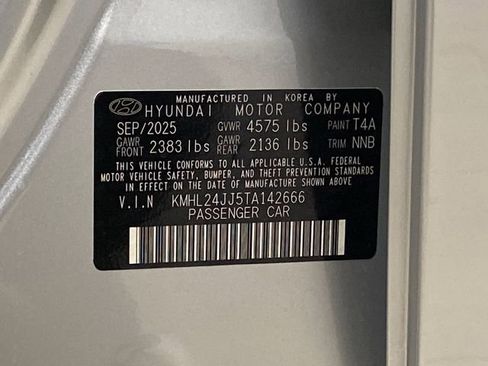 MANUFACTURED IN KOREA BY
HYUNDAI MOTOR COMPANY
SEP/2025 GVWR 4575 lbs PAINT T4A
GAWR FRONT 2383 lbs GAWR REAR 2136 lbs TRIM NNB
THIS VEHICLE CONFORMS TO ALL APPLICABLE U.S.A. FEDERAL
MOTOR VEHICLE SAFETY, BUMPER, AND THEFT PREVENTION STANDARDS
IN EFFECT ON THE DATE OF MANUFACTURE SHOWN ABOVE.
V.I.N KMHL24JJ5TA142666
PASSENGER CAR